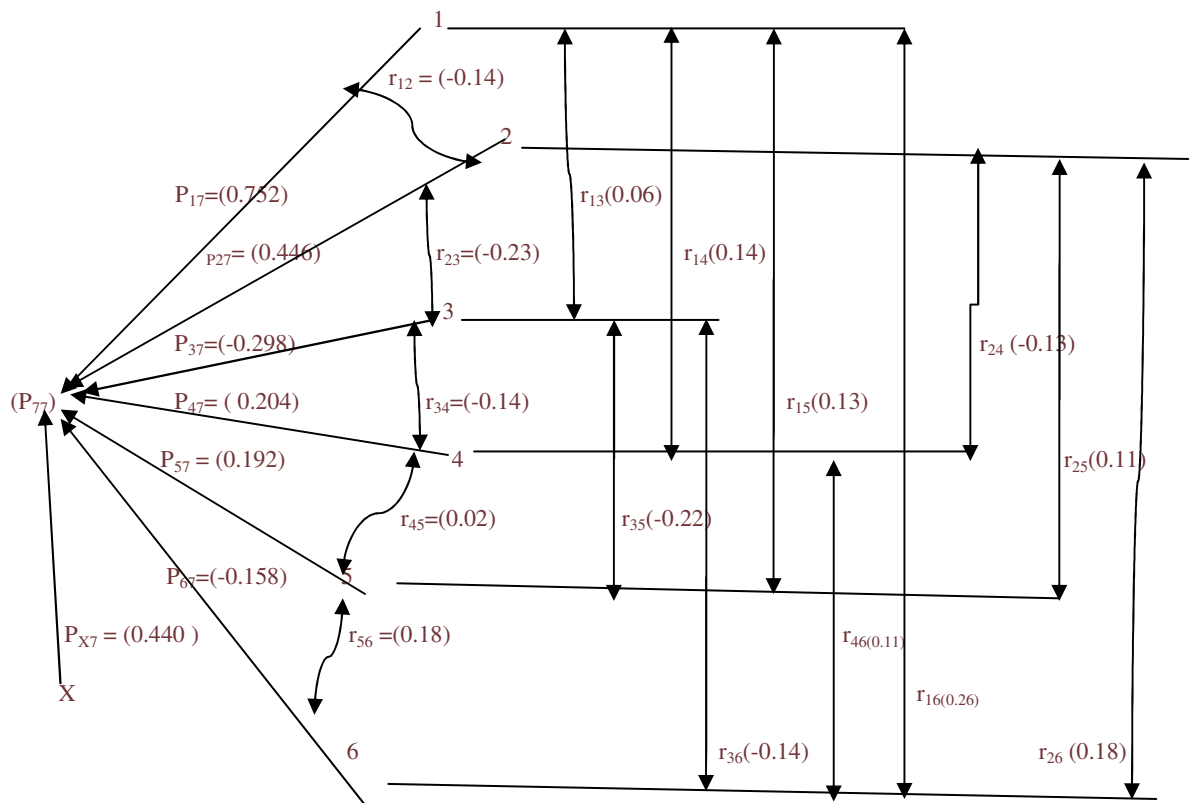 1
r12 = (-0.14)
2
P17=(0.752)
r13(0.06)
P27= (0.446)
r23=(-0.23)
r14(0.14)
3
P37=(-0.298)
r24 (-0.13)
(P77)
P47= ( 0.204)
r34=(-0.14)
r15(0.13)
P57 = (0.192)
4
r25(0.11)
r45=(0.02)
r35(-0.22)
P67=(-0.158)
5
PX7 = (0.440 )
r56 =(0.18)
r46(0.11)
X
r16(0.26)
6
r36(-0.14)
r26 (0.18)